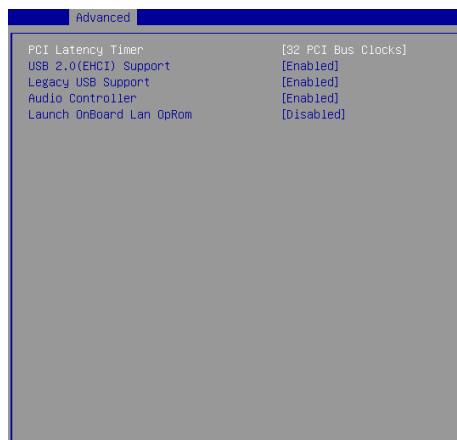 Advanced
PCI Latency Timer [32 PCI Bus Clocks]
USB 2.0(EHCI) Support [Enabled]
Legacy USB Support [Enabled]
Audio Controller [Enabled]
Launch OnBoard Lan OpRom [Disabled]